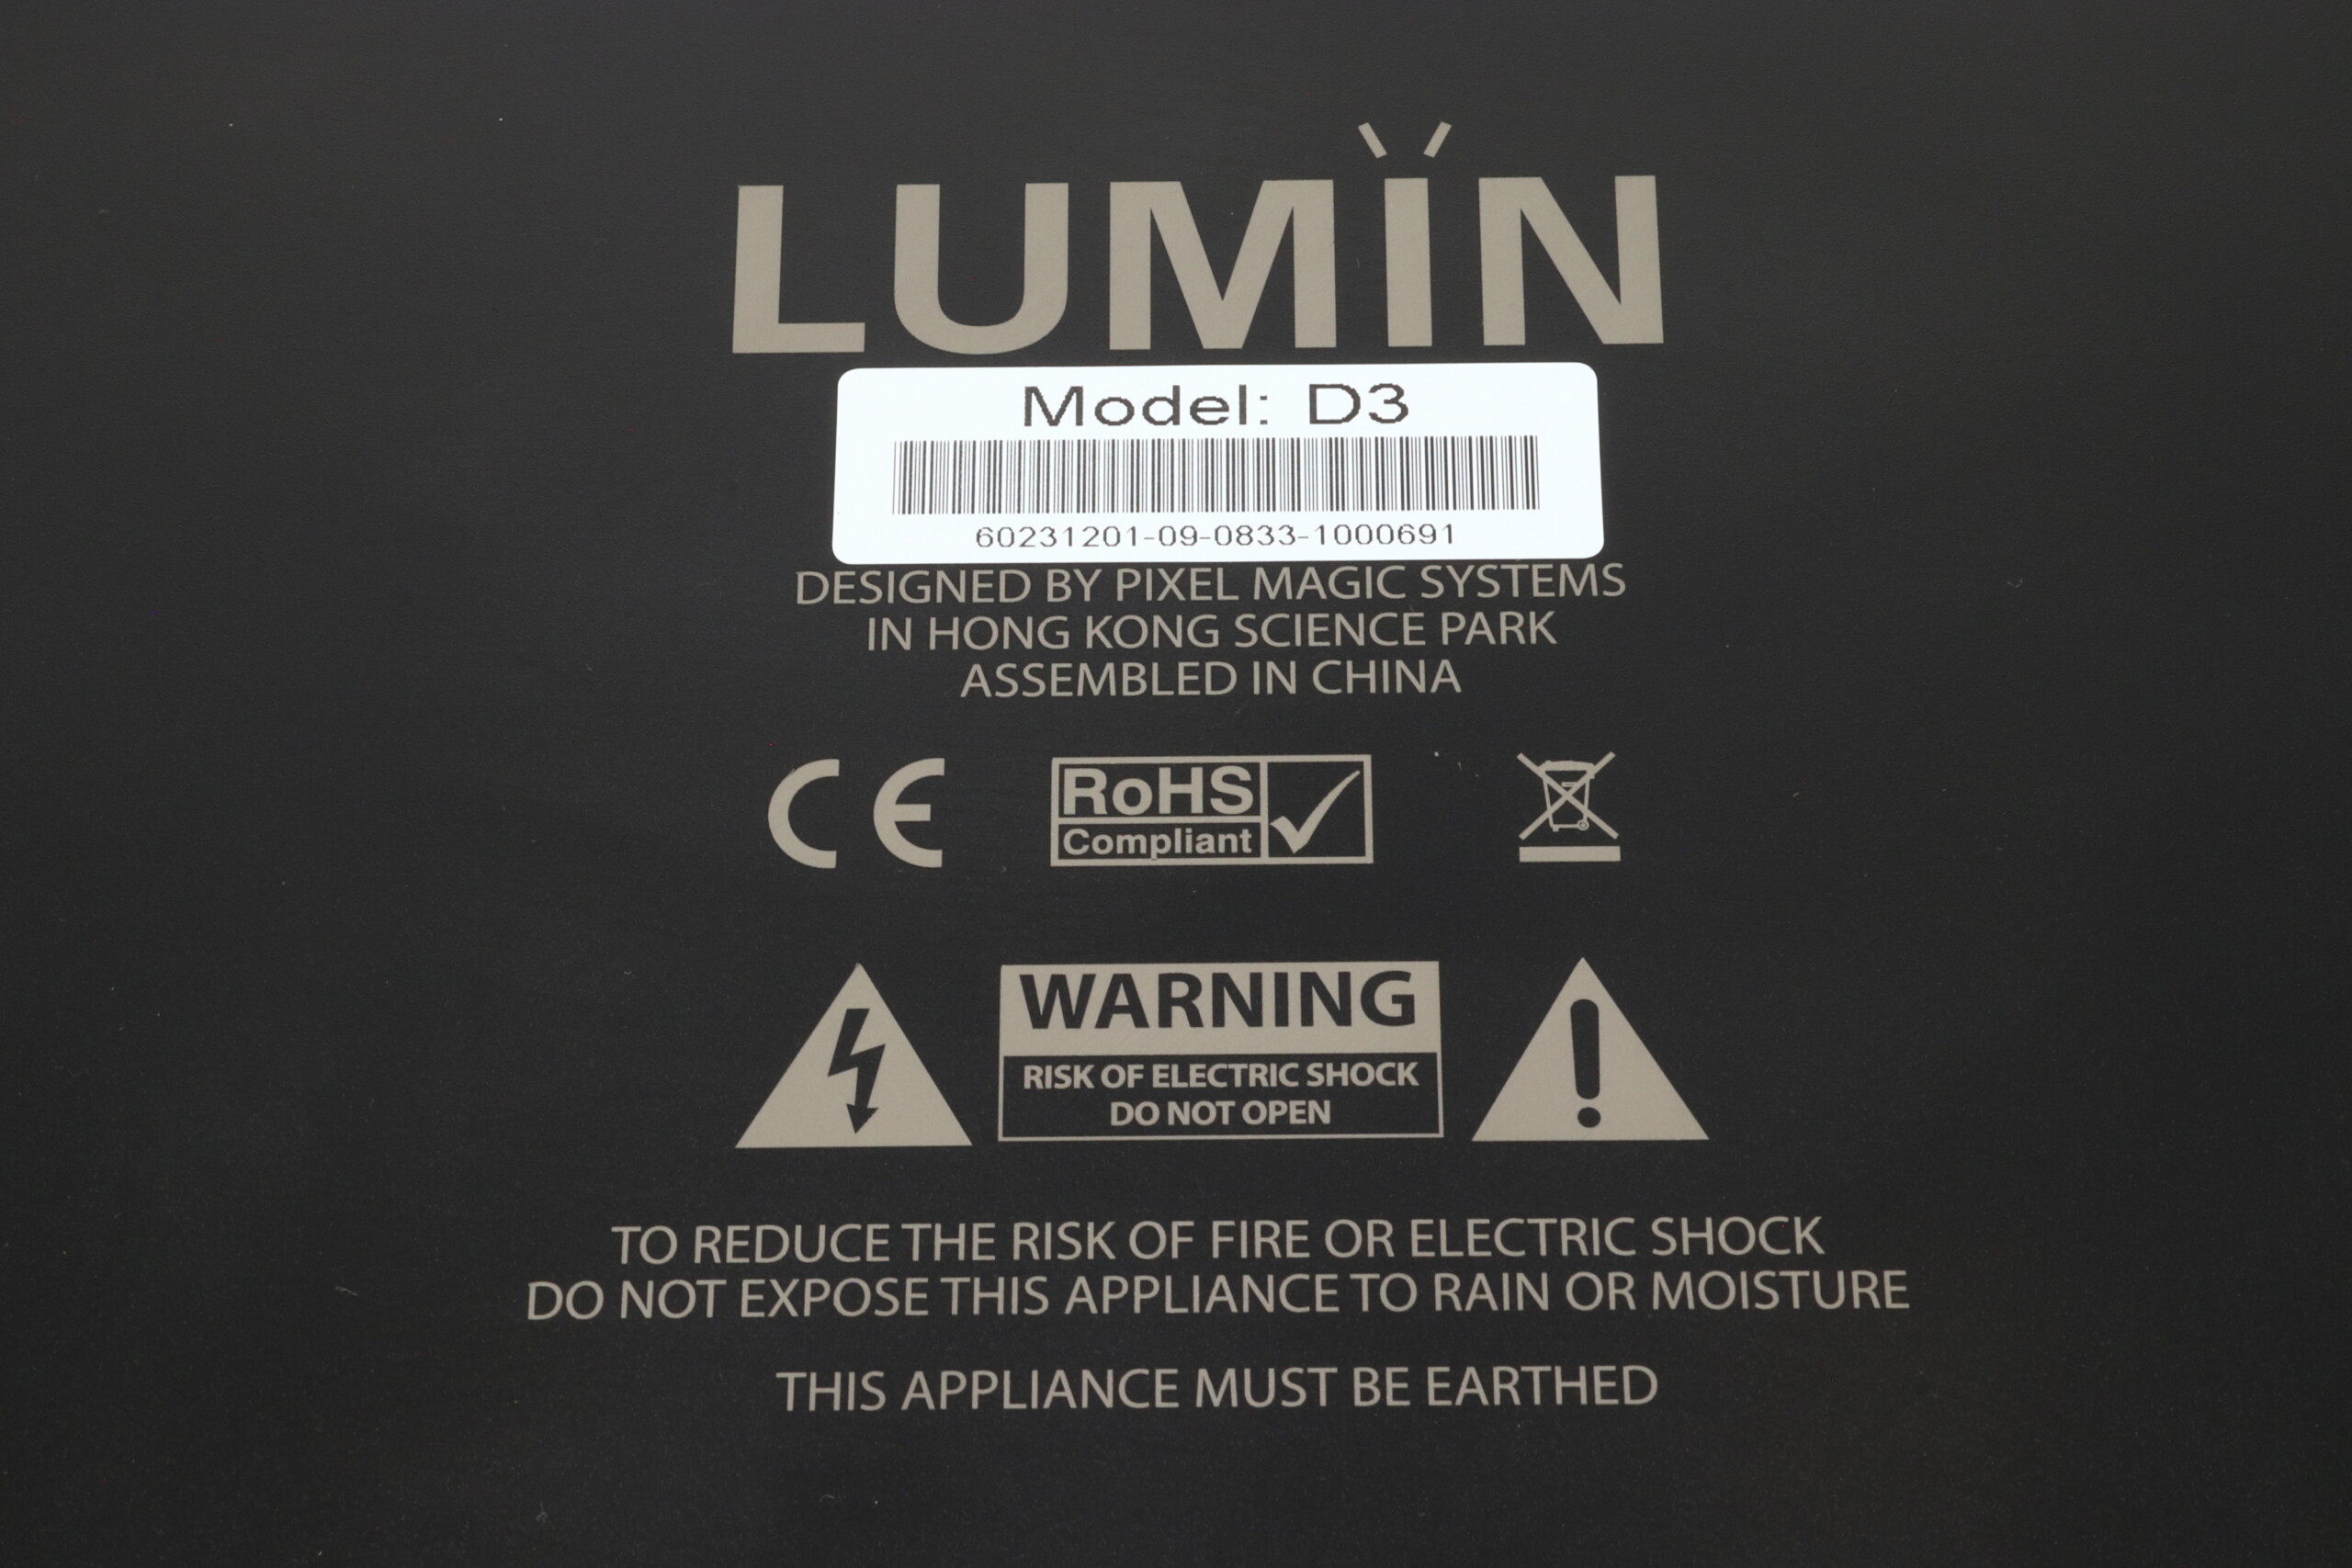 LUMÏN
Model: D3
60231201-09-0833-1000691
DESIGNED BY PIXEL MAGIC SYSTEMS
IN HONG KONG SCIENCE PARK
ASSEMBLED IN CHINA
CE
RoHS
Compliant
WARNING
RISK OF ELECTRIC SHOCK
DO NOT OPEN
TO REDUCE THE RISK OF FIRE OR ELECTRIC SHOCK
DO NOT EXPOSE THIS APPLIANCE TO RAIN OR MOISTURE
THIS APPLIANCE MUST BE EARTHED